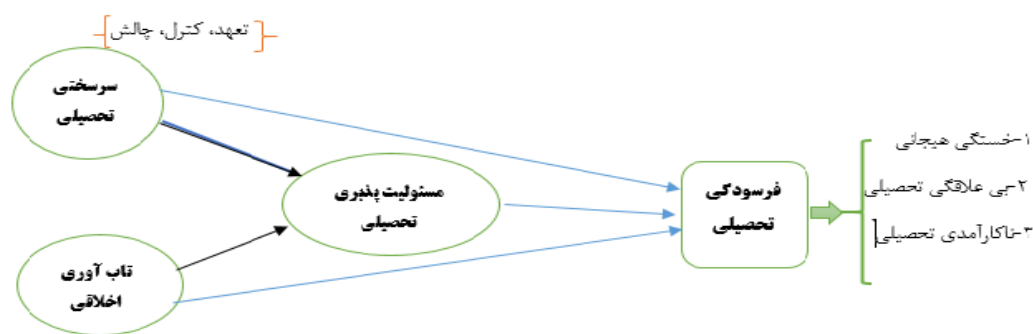 تعهد، کترل، چالش
سرسختی
تحصیلی
مسئولیت پذیری
تحصیلی
تاب آوری
اخلاقی
فرسودگی
تحصیلی
۱-خستگی هیجانی
۲-بی علاقگی تحصیلی
۳-ناکارآمدی تحصیلی